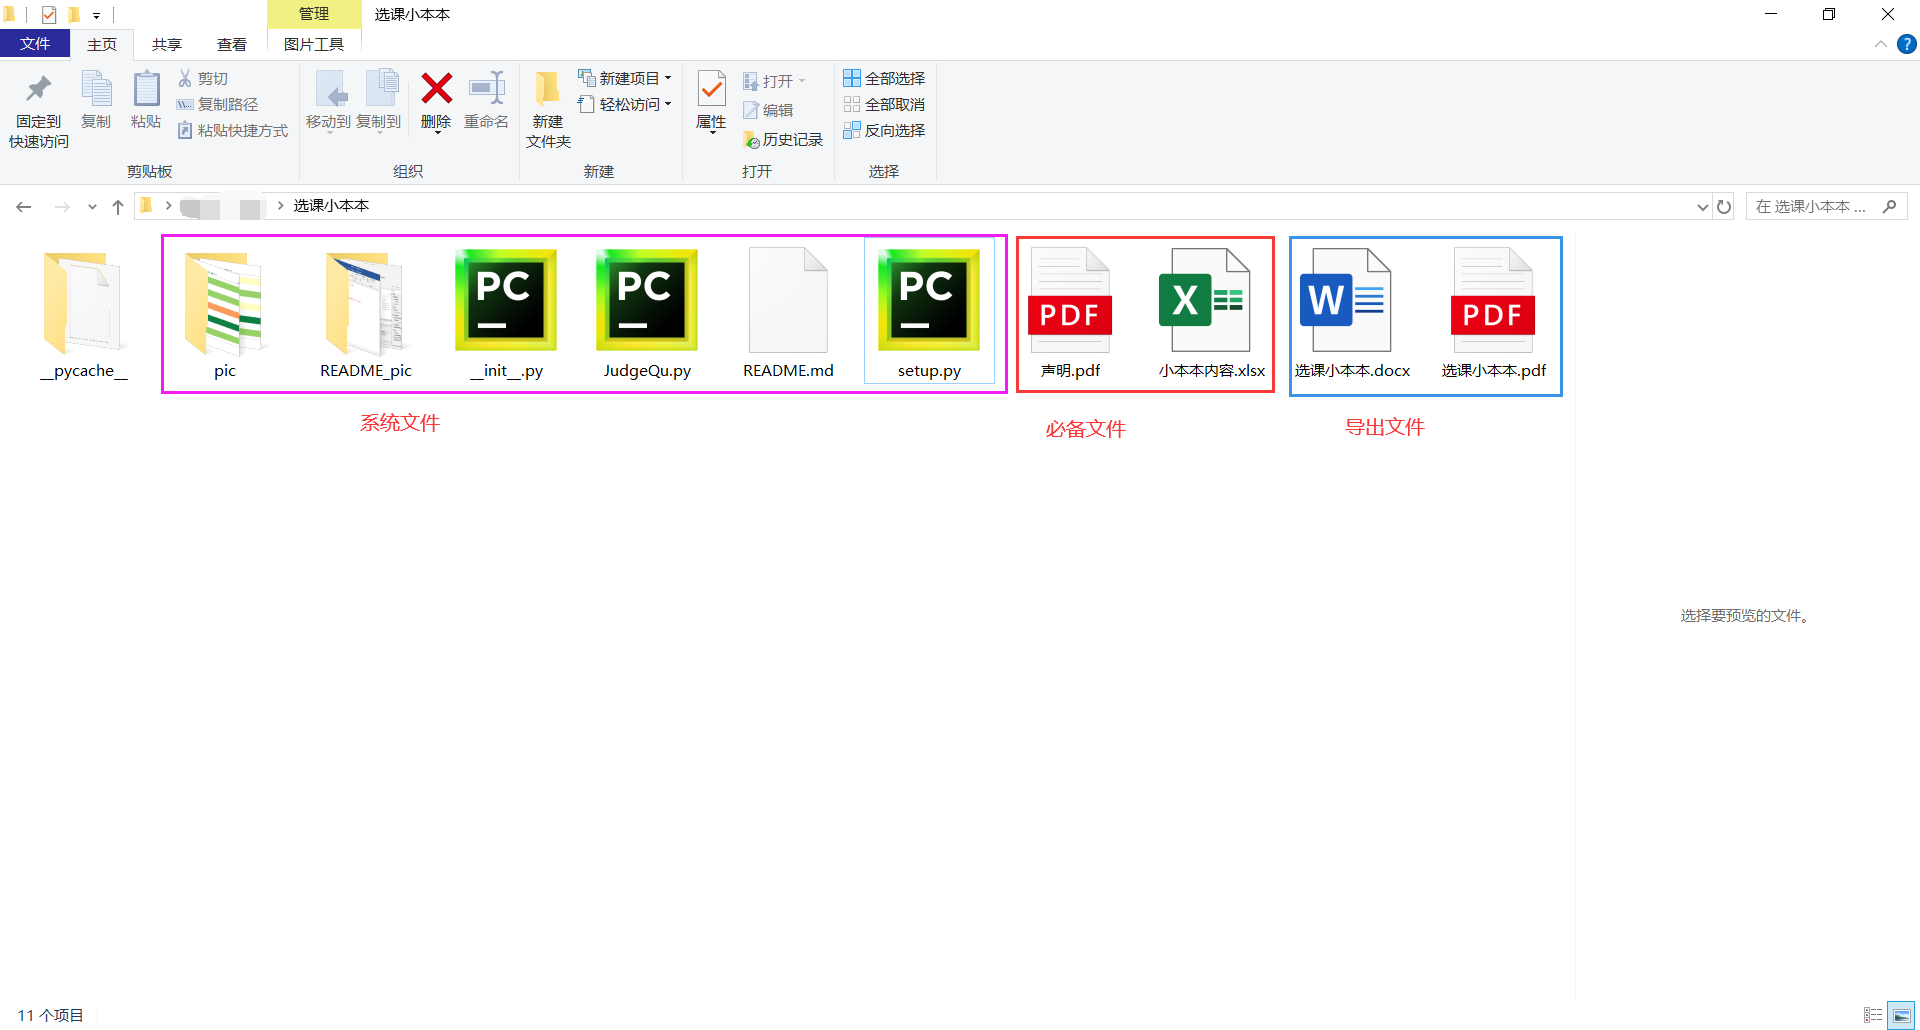 管理
选课小本本
文件
主页
共享
查看
图片工具
固定到
快速访问
复制
粘贴
剪切
复制路径
粘贴快捷方式
剪贴板
移动到
复制到
删除
重命名
组织
新建
文件夹
新建项目
轻松访问
新建
属性
打开
编辑
历史记录
打开
全部选择
全部取消
反向选择
选择
选课小本本
在 选课小本本 ...
__pycache__
pic
README_pic
__init__.py
JudgeQu.py
README.md
setup.py
声明.pdf
小本本内容.xlsx
选课小本本.docx
选课小本本.pdf
PC
PC
PC
PDF
X
W
PDF
系统文件
必备文件
导出文件
选择要预览的文件。
11 个项目